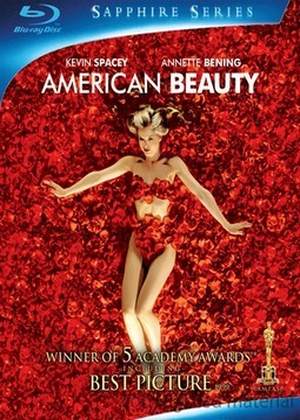 Blu-ray Disc
SAPPHIRE SERIES
KEVIN SPACEY ANNETTE BENING
AMERICAN BEAUTY
WINNER OF 5 ACADEMY AWARDS
INCLUDING
BEST PICTURE